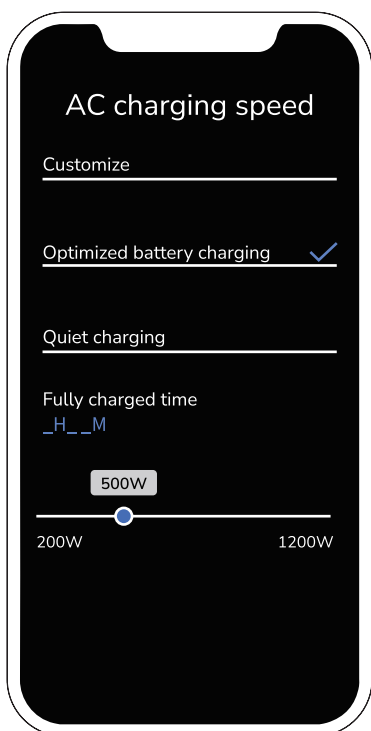 AC charging speed
Customize
Optimized battery charging
Quiet charging
Fully charged time
_H_ _M
500W
200W 1200W